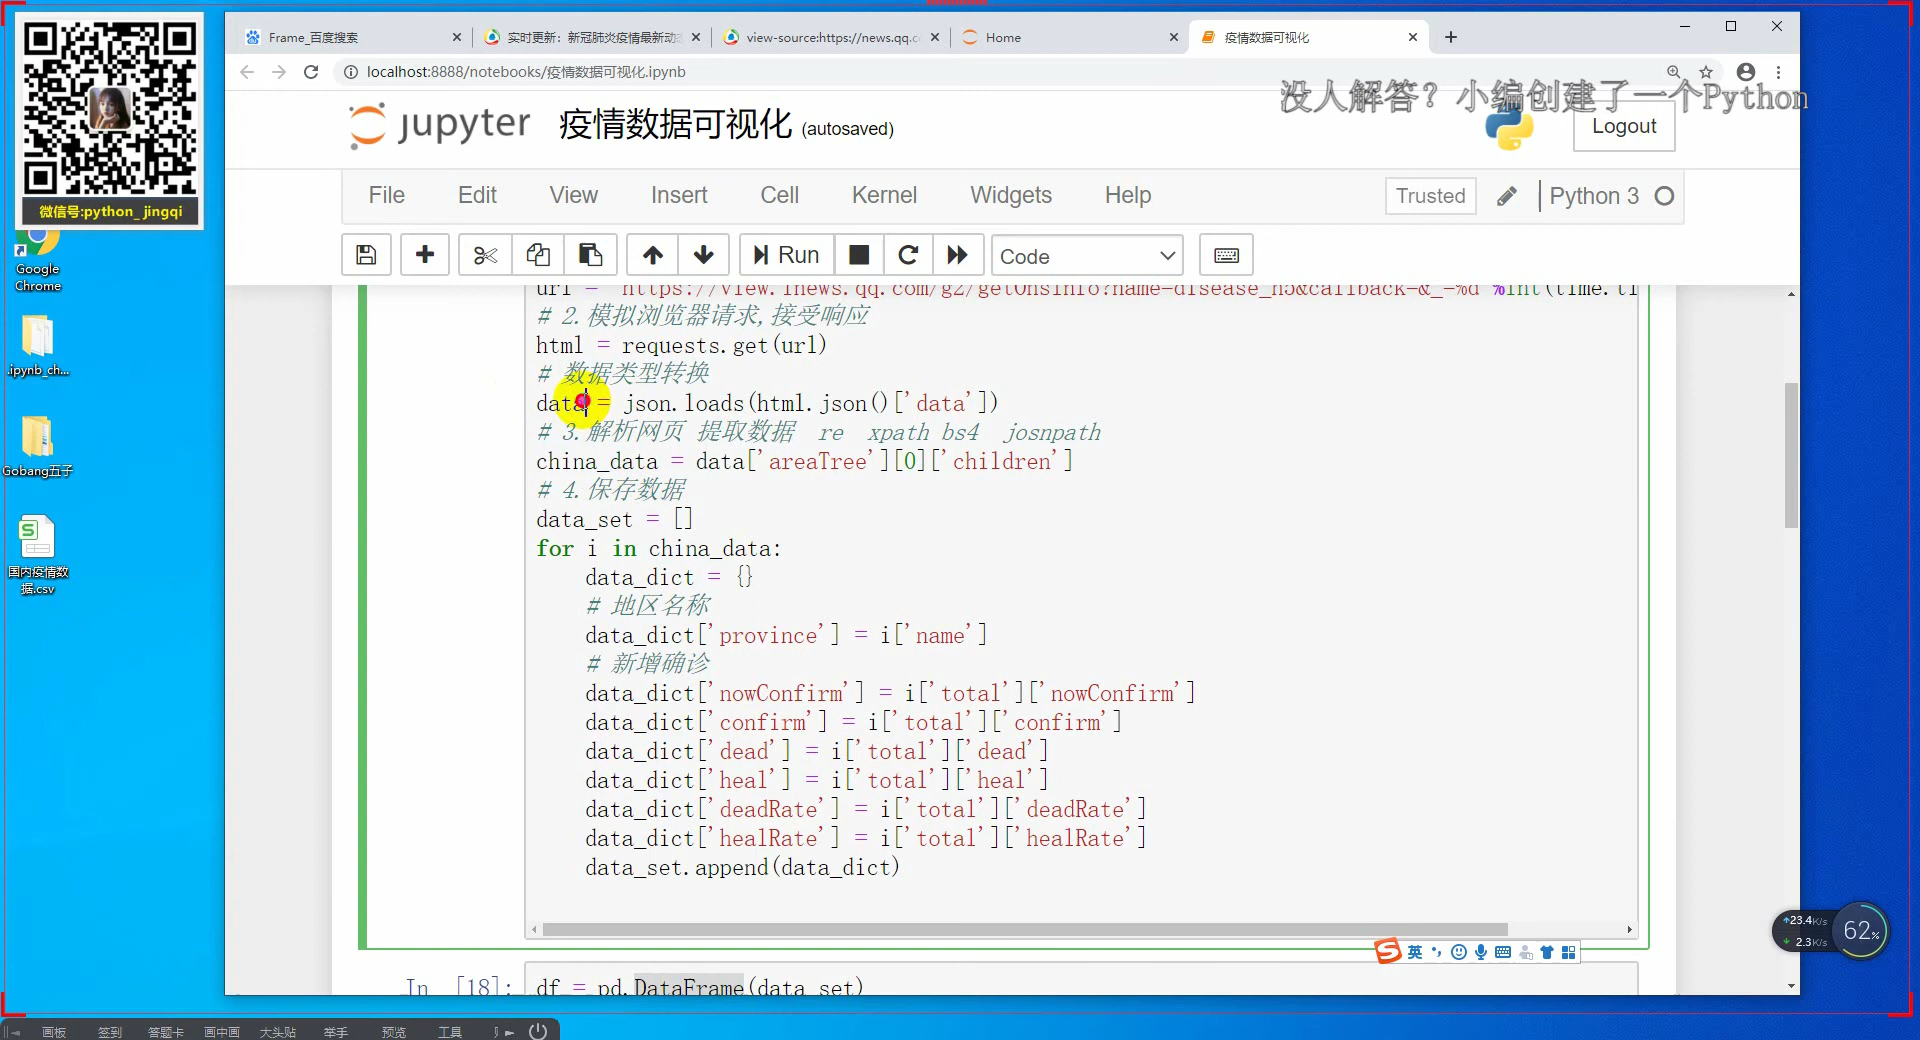 Frame_百度搜索
实时更新：新冠肺炎疫情最新动态
view-source:https://news.qq.c
Home
疫情数据可视化
localhost:8888/notebooks/疫情数据可视化.ipynb
没人解答？小编创建了一个Python
jupyter 疫情数据可视化 (autosaved)
Logout
File Edit View Insert Cell Kernel Widgets Help
Trusted Python 3
Run Code
# 2.模拟浏览器请求,接受响应
html = requests.get(url)
# 数据类型转换
data = json.loads(html.json()['data'])
# 3.解析网页 提取数据 re xpath bs4 josnpath
china_data = data['areaTree'][0]['children']
# 4.保存数据
data_set = []
for i in china_data:
data_dict = {}
# 地区名称
data_dict['province'] = i['name']
# 新增确诊
data_dict['nowConfirm'] = i['total']['nowConfirm']
data_dict['confirm'] = i['total']['confirm']
data_dict['dead'] = i['total']['dead']
data_dict['heal'] = i['total']['heal']
data_dict['deadRate'] = i['total']['deadRate']
data_dict['healRate'] = i['total']['healRate']
data_set.append(data_dict)
In [18]: df = pd.DataFrame(data_set)
微信号:python_jingqi
Google
Chrome
.ipynb_ch...
Gobang五子
国内疫情数
据.csv
英
23.4K/s
2.3K/s
62%
画板 签到 答题卡 画中画 大头贴 举手 预览 工具